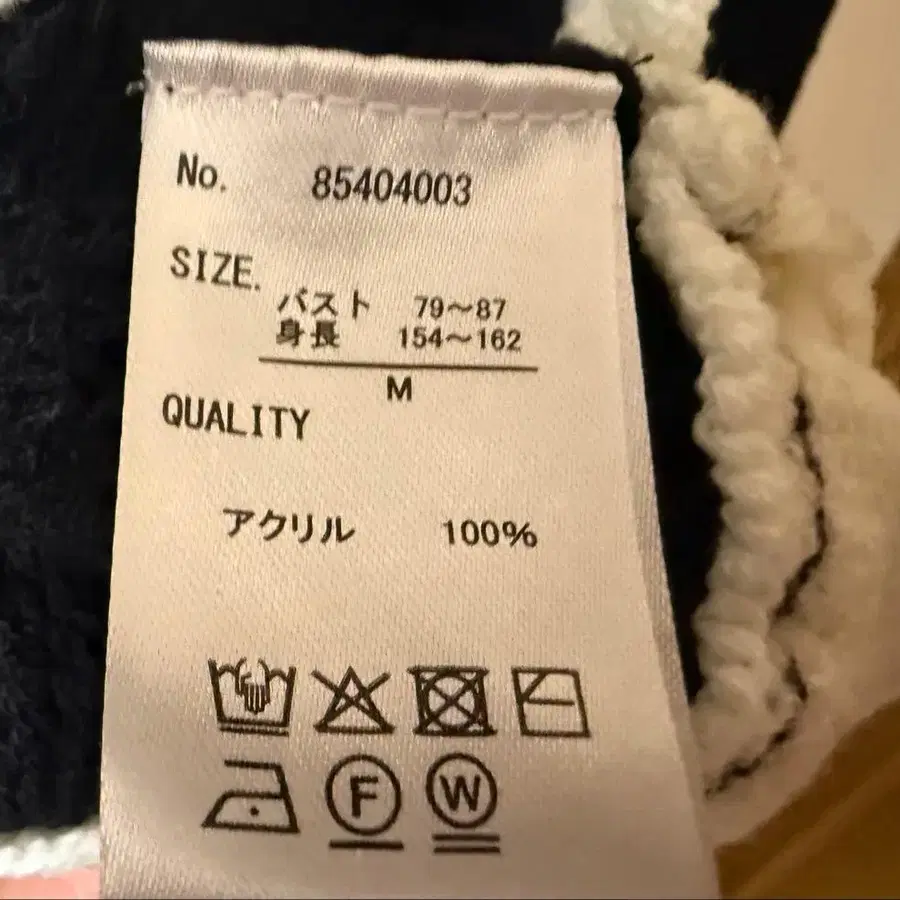 No. 85404003
SIZE.
バスト 79～87
身長 154～162
M
QUALITY
アクリル 100%
F W